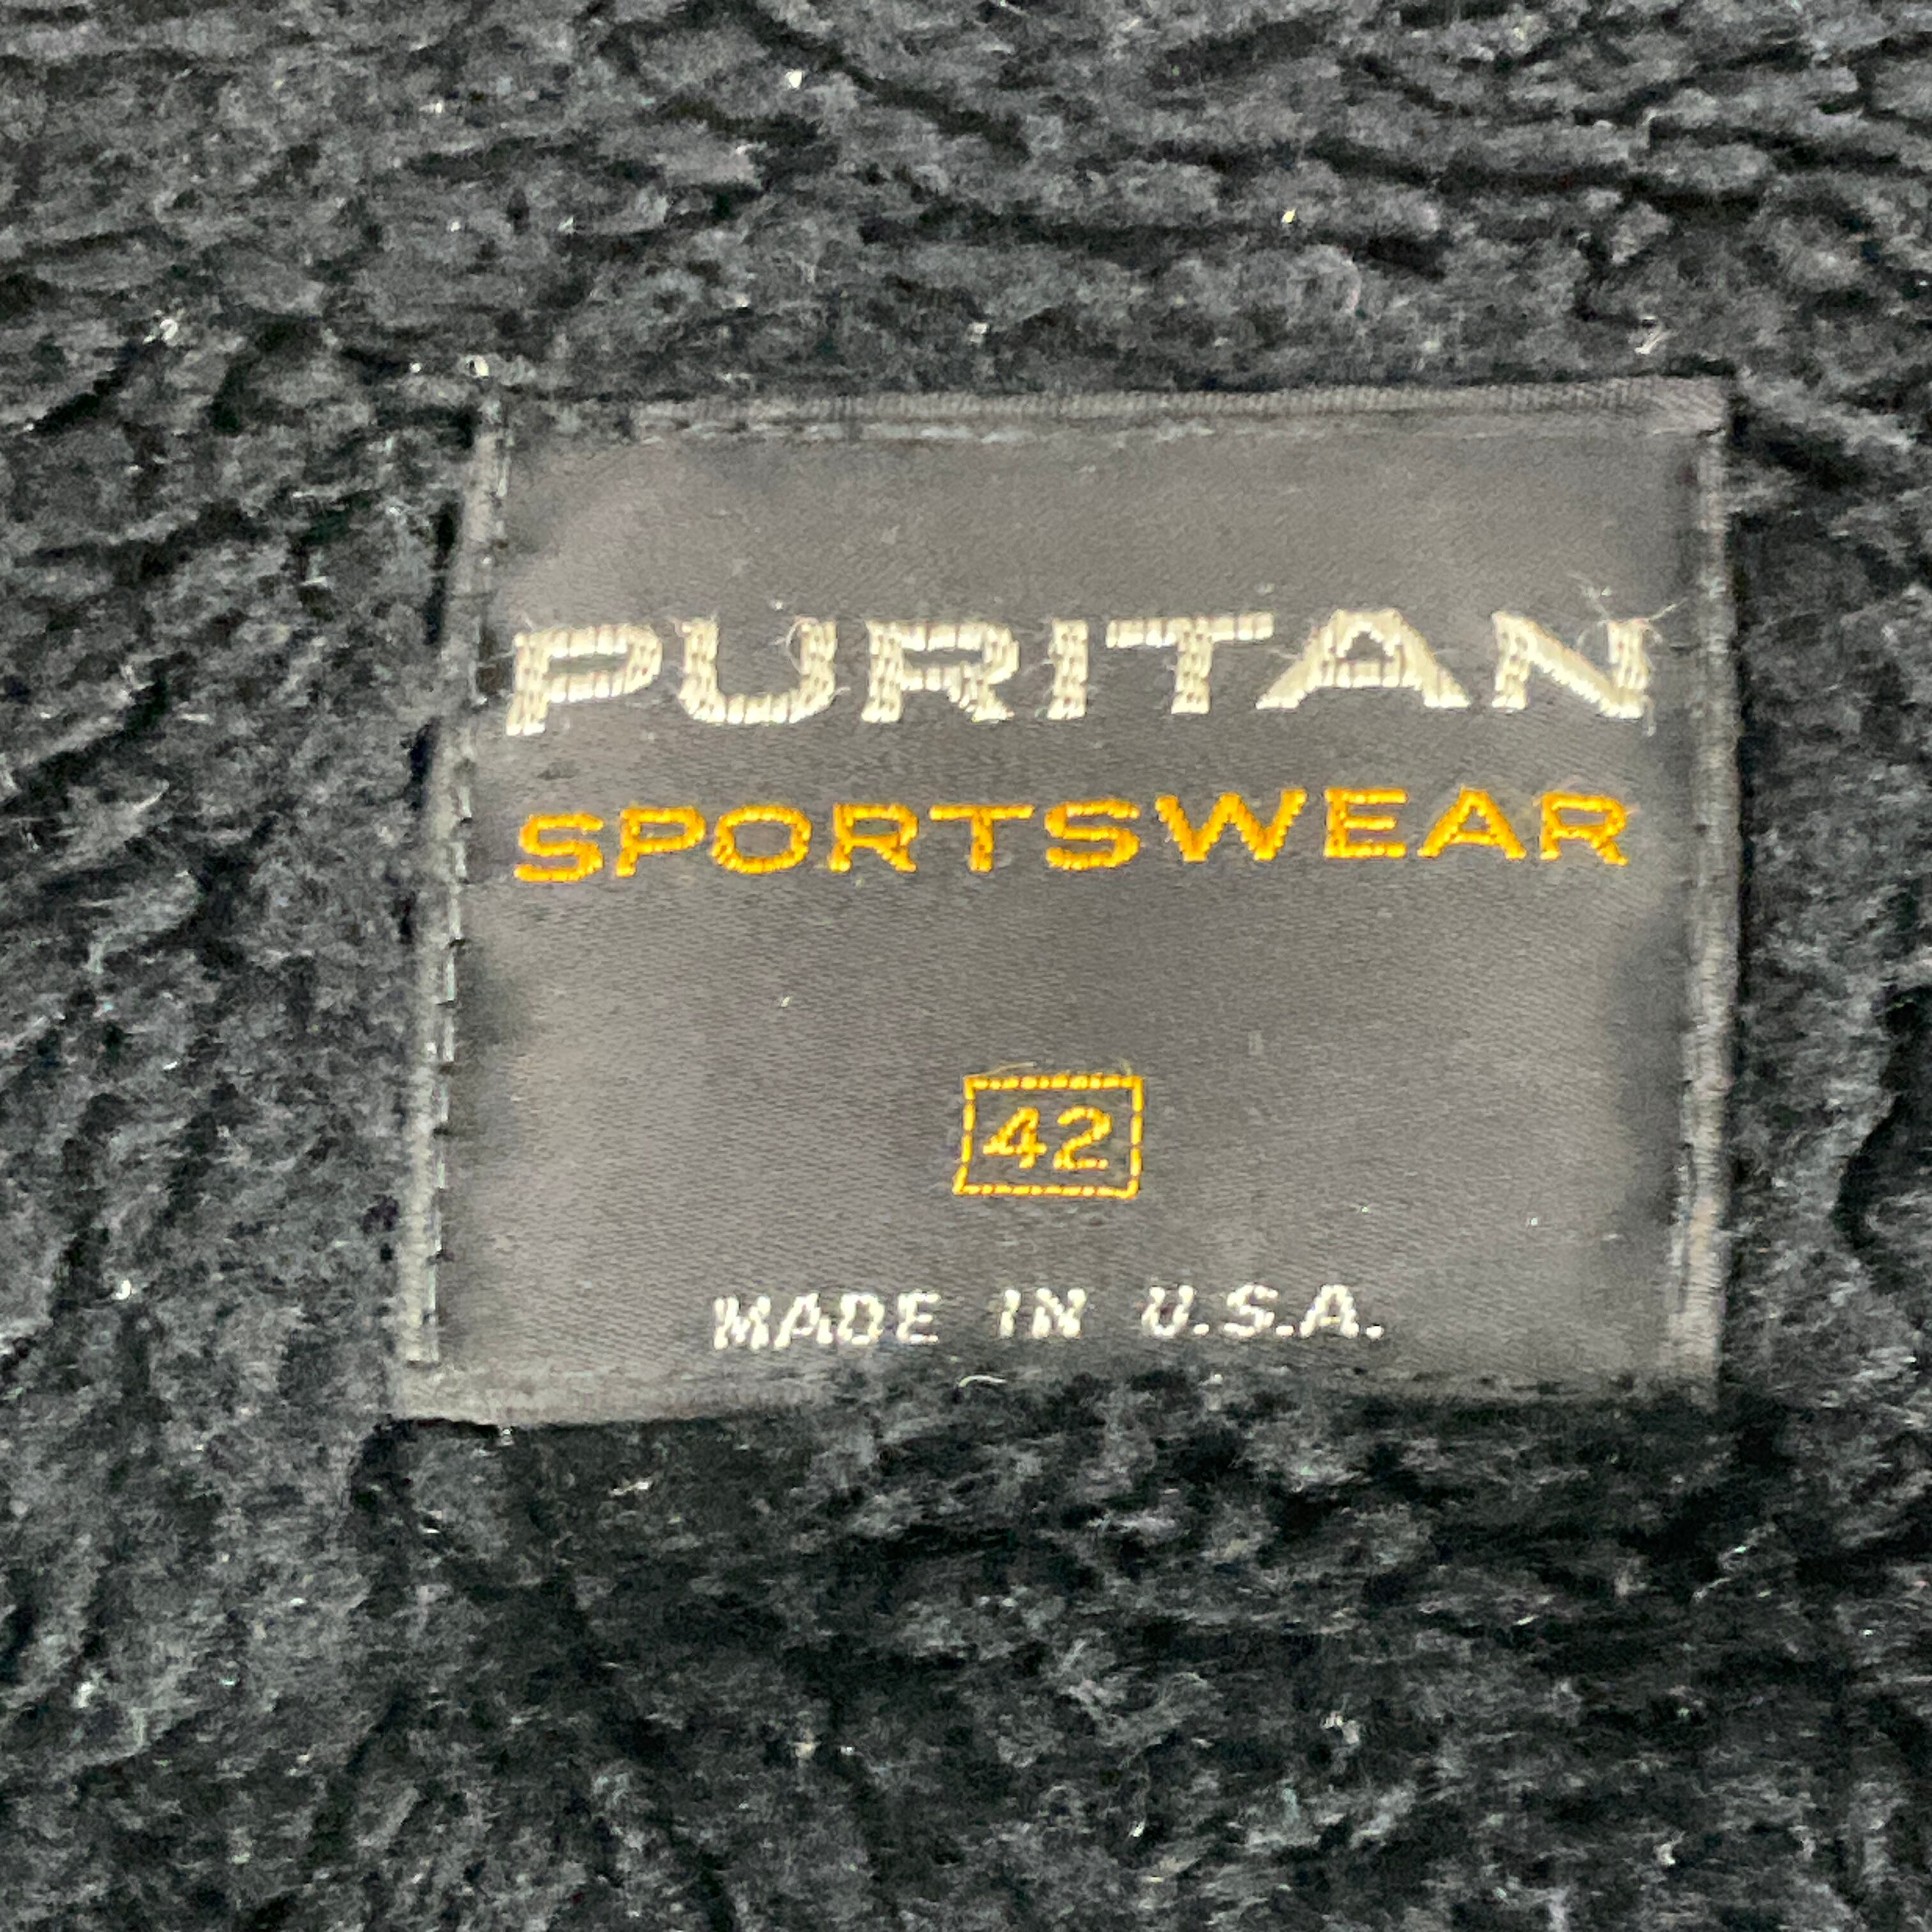 PURITAN
SPORTSWEAR
42
MADE IN U.S.A.